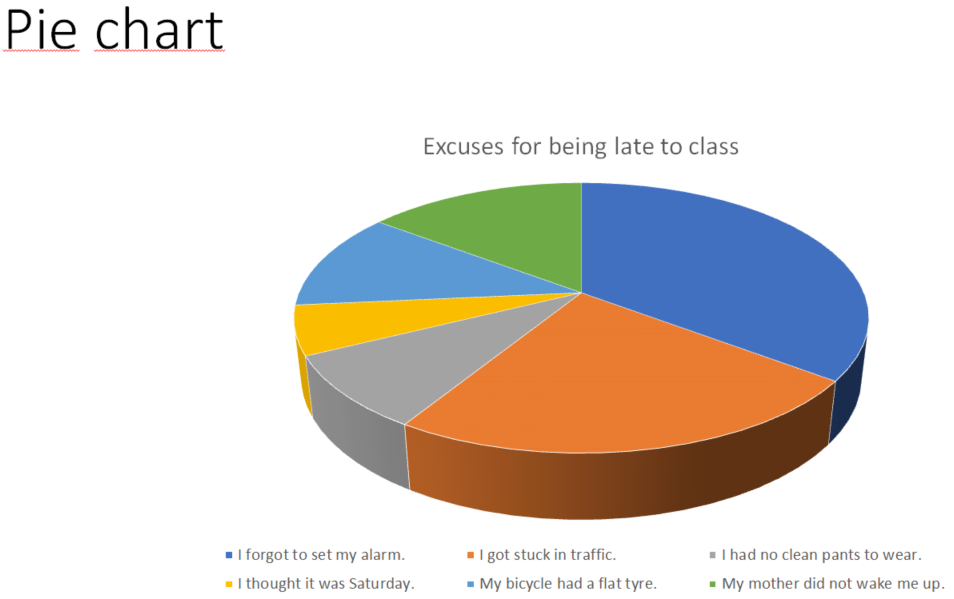 Pie chart
Excuses for being late to class
I forgot to set my alarm. I got stuck in traffic. I had no clean pants to wear.
I thought it was Saturday. My bicycle had a flat tyre. My mother did not wake me up.